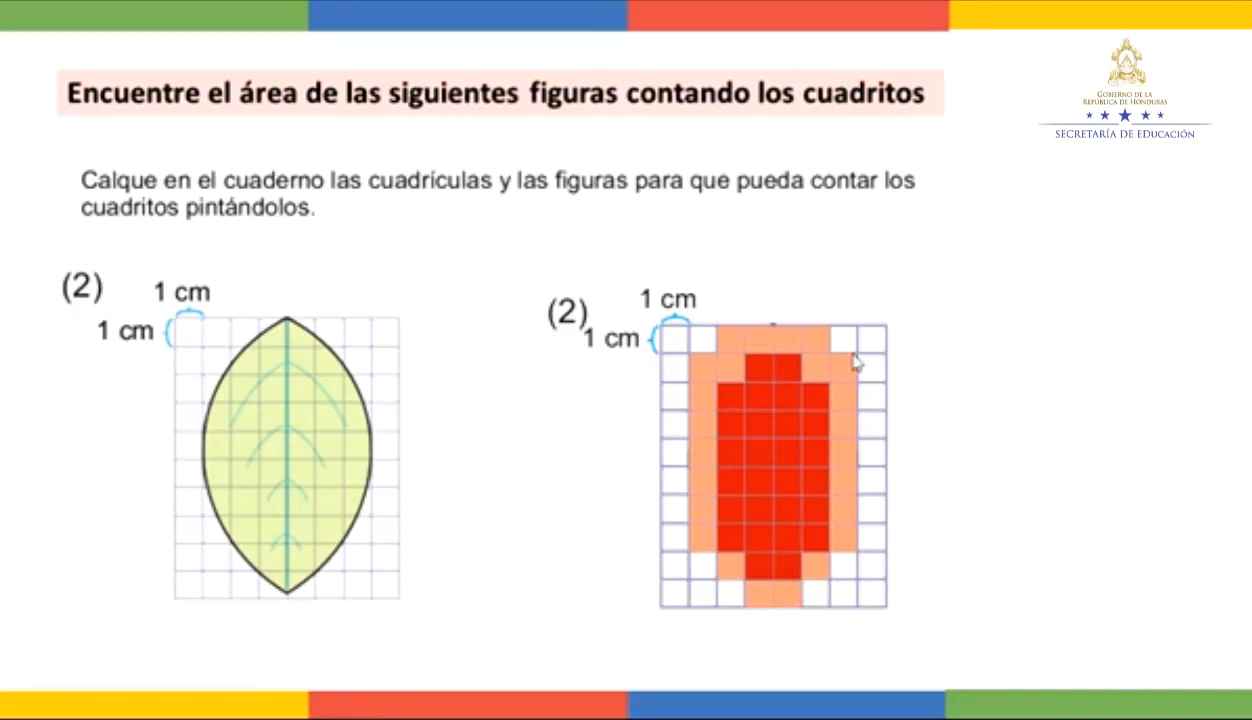 Encuentre el área de las siguientes figuras contando los cuadritos
GOBIERNO DE LA
REPÚBLICA DE HONDURAS
SECRETARÍA DE EDUCACIÓN
Calque en el cuaderno las cuadriculas y las figuras para que pueda contar los
cuadritos pintándolos.
(2)
1 cm
1 cm
(2)
1 cm
1 cm